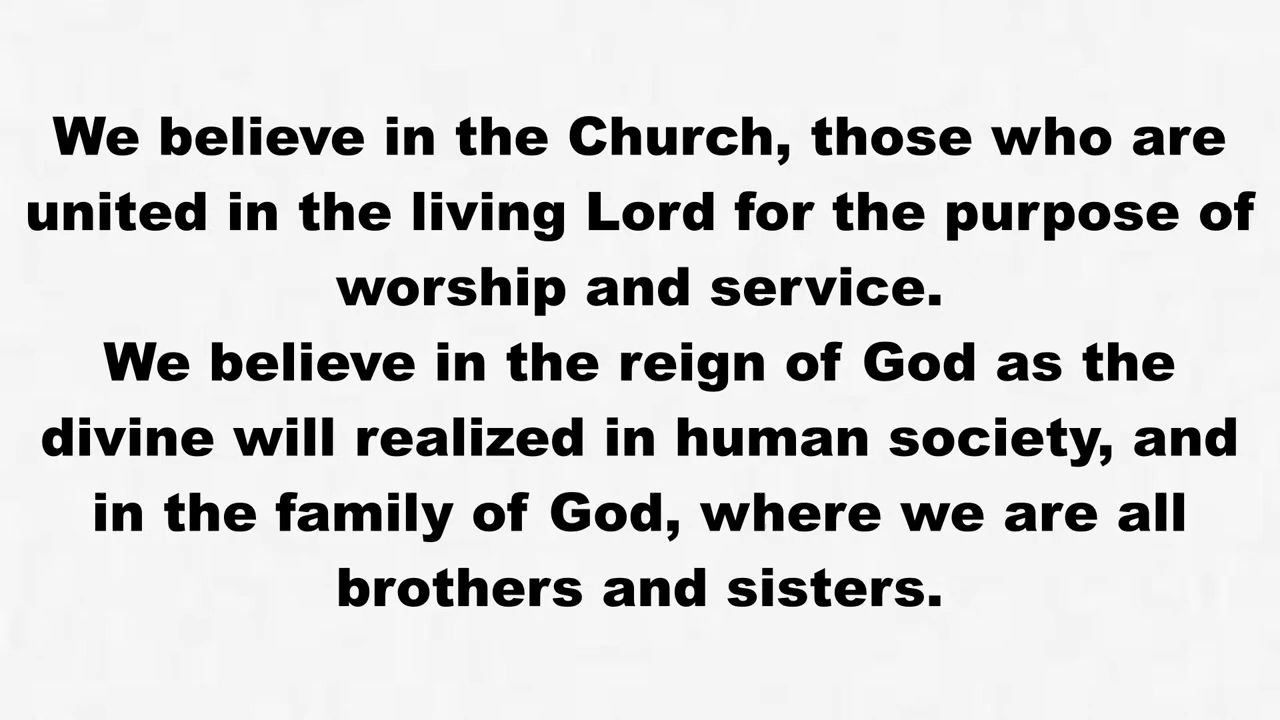 We believe in the Church, those who are
united in the living Lord for the purpose of
worship and service.
We believe in the reign of God as the
divine will realized in human society, and
in the family of God, where we are all
brothers and sisters.